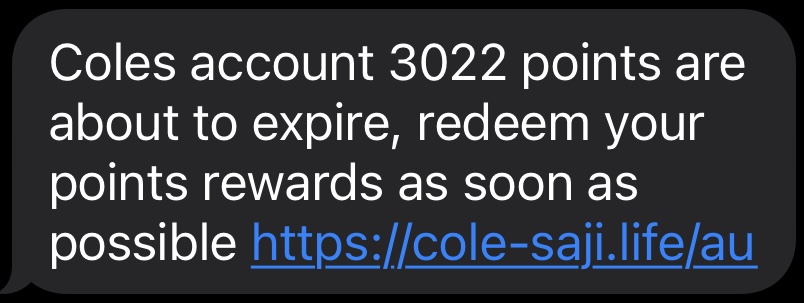 Coles account 3022 points are
about to expire, redeem your
points rewards as soon as
possible https://cole-saji.life/au